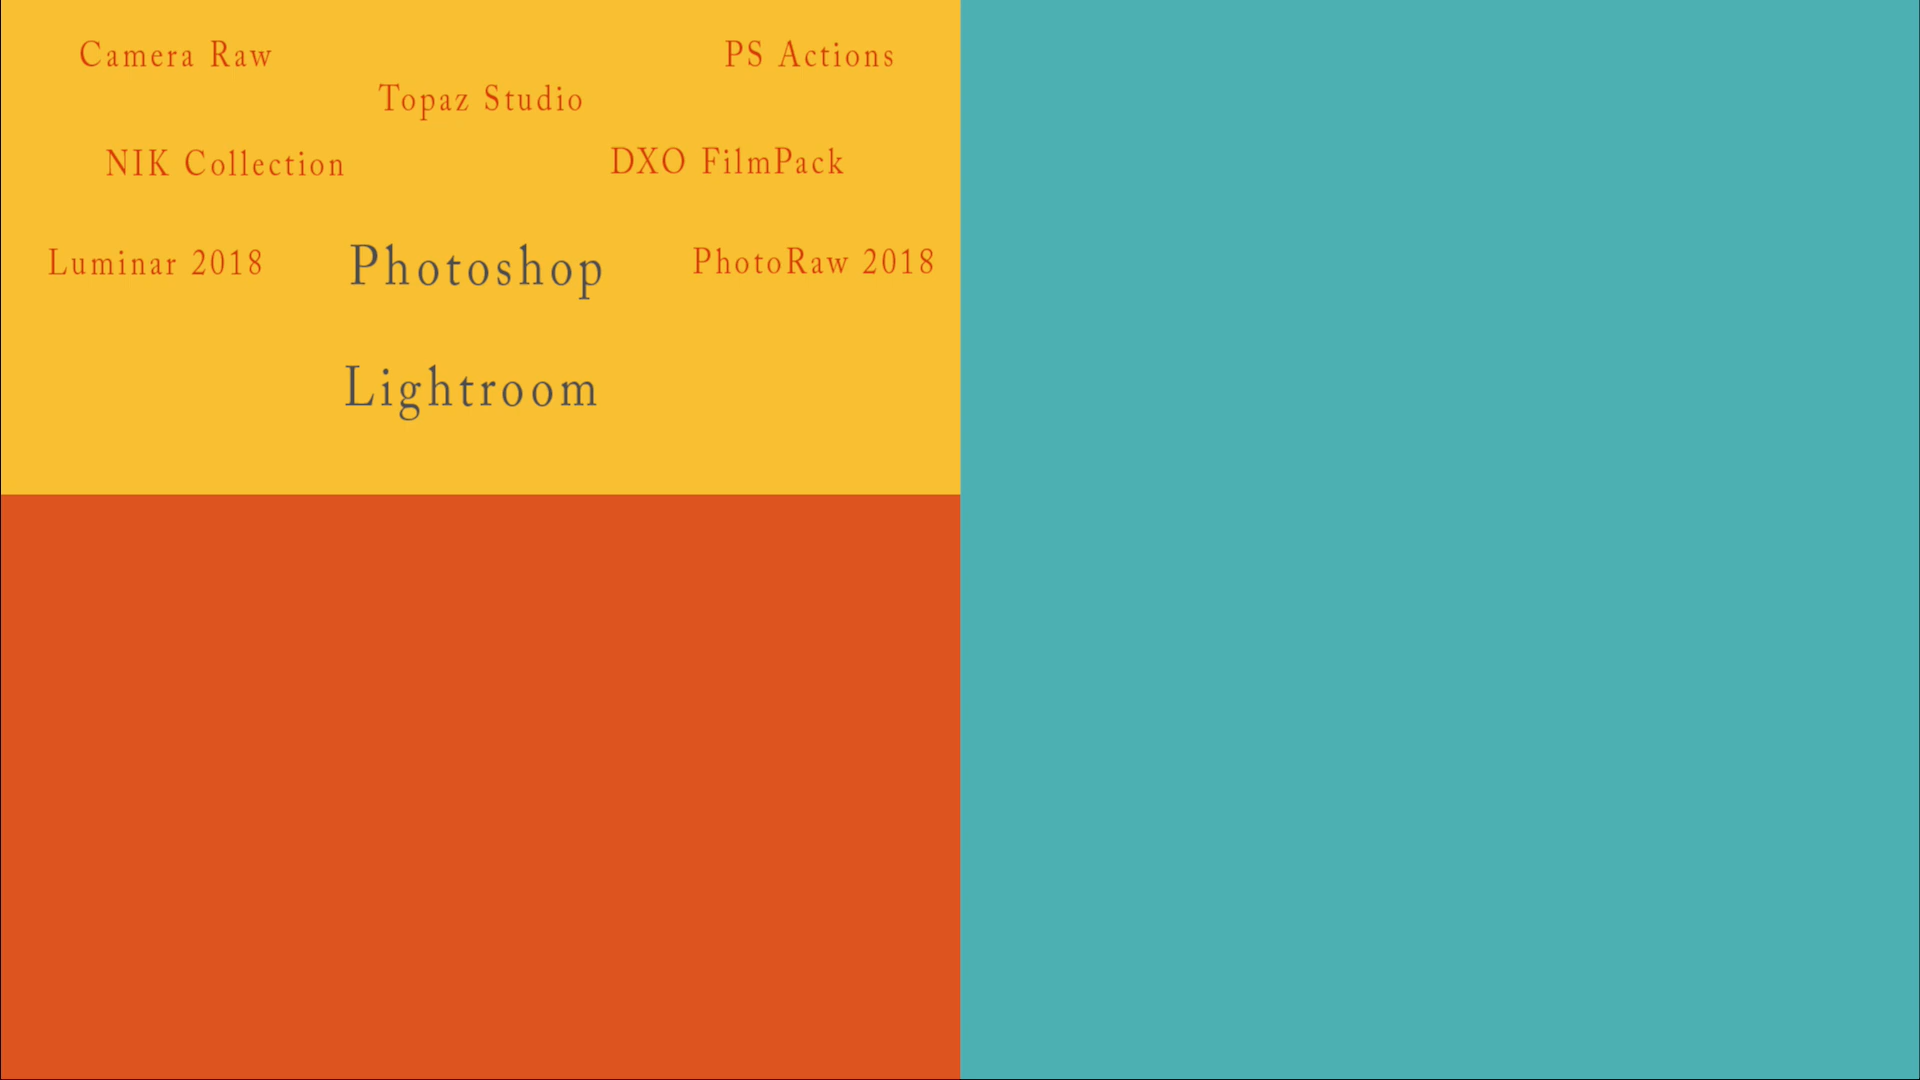 Camera Raw
PS Actions
Topaz Studio
NIK Collection
DXO FilmPack
Luminar 2018
Photoshop
PhotoRaw 2018
Lightroom